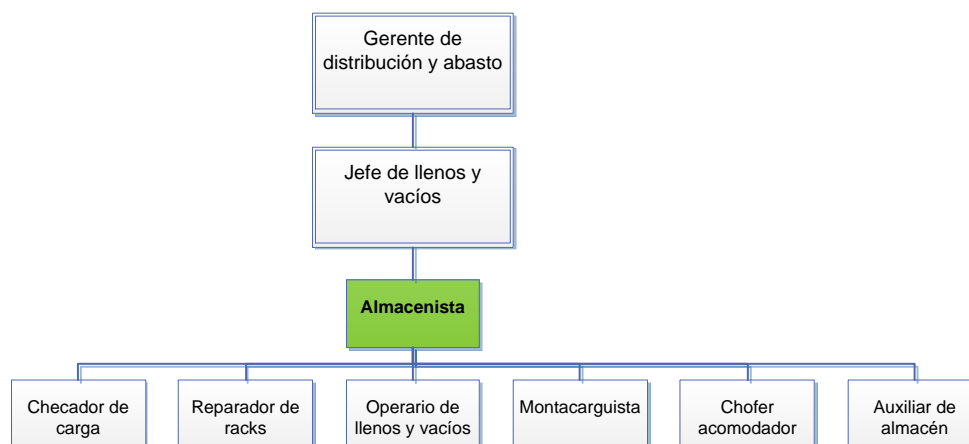 Gerente de
distribución y abasto
Jefe de llenos y
vacíos
Almacenista
Checador de
carga
Reparador de
racks
Operario de
llenos y vacíos
Montacarguista
Chofer
acomodador
Auxiliar de
almacén